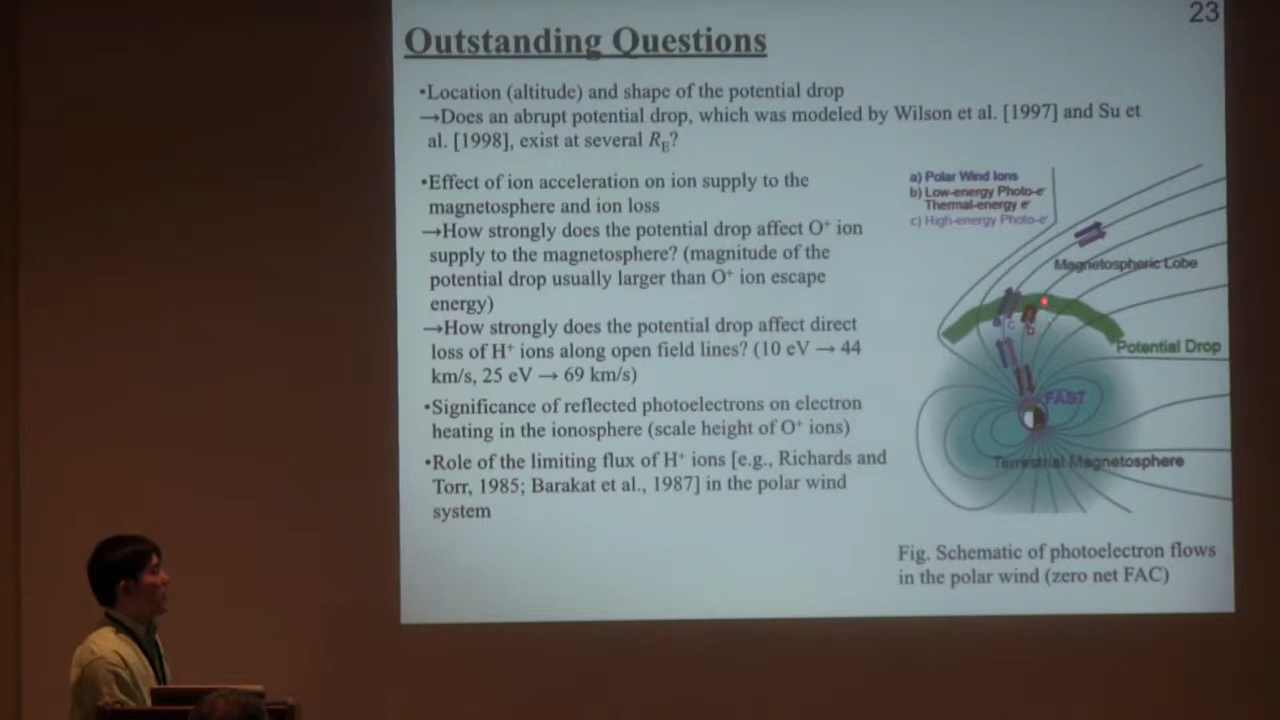 23
Outstanding Questions
•Location (altitude) and shape of the potential drop
→Does an abrupt potential drop, which was modeled by Wilson et al. [1997] and Su et
al. [1998], exist at several R_E?
•Effect of ion acceleration on ion supply to the
magnetosphere and ion loss
→How strongly does the potential drop affect O⁺ ion
supply to the magnetosphere? (magnitude of the
potential drop usually larger than O⁺ ion escape
energy)
→How strongly does the potential drop affect direct
loss of H⁺ ions along open field lines? (10 eV → 44
km/s, 25 eV → 69 km/s)
•Significance of reflected photoelectrons on electron
heating in the ionosphere (scale height of O⁺ ions)
•Role of the limiting flux of H⁺ ions [e.g., Richards and
Torr, 1985; Barakat et al., 1987] in the polar wind
system
a) Polar Wind Ions
b) Low-energy Photo-e⁻
Thermal-energy e⁻
c) High-energy Photo-e⁻
Magnetospheric Lobe
a c b
Potential Drop
FAST
Terrestrial Magnetosphere
Fig. Schematic of photoelectron flows
in the polar wind (zero net FAC)